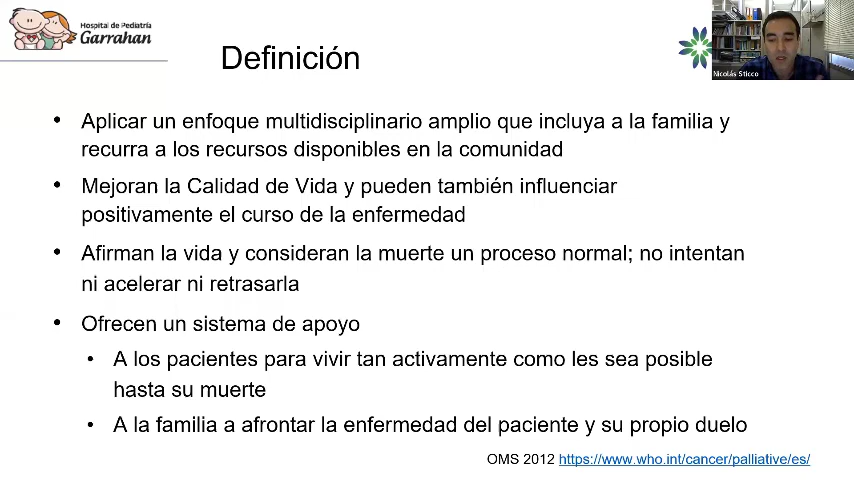 Hospital de Pediatría
Garrahan
Nicolás Sticco
Definición
• Aplicar un enfoque multidisciplinario amplio que incluya a la familia y
recurra a los recursos disponibles en la comunidad
• Mejoran la Calidad de Vida y pueden también influenciar
positivamente el curso de la enfermedad
• Afirman la vida y consideran la muerte un proceso normal; no intentan
ni acelerar ni retrasarla
• Ofrecen un sistema de apoyo
• A los pacientes para vivir tan activamente como les sea posible
hasta su muerte
• A la familia a afrontar la enfermedad del paciente y su propio duelo
OMS 2012 https://www.who.int/cancer/palliative/es/